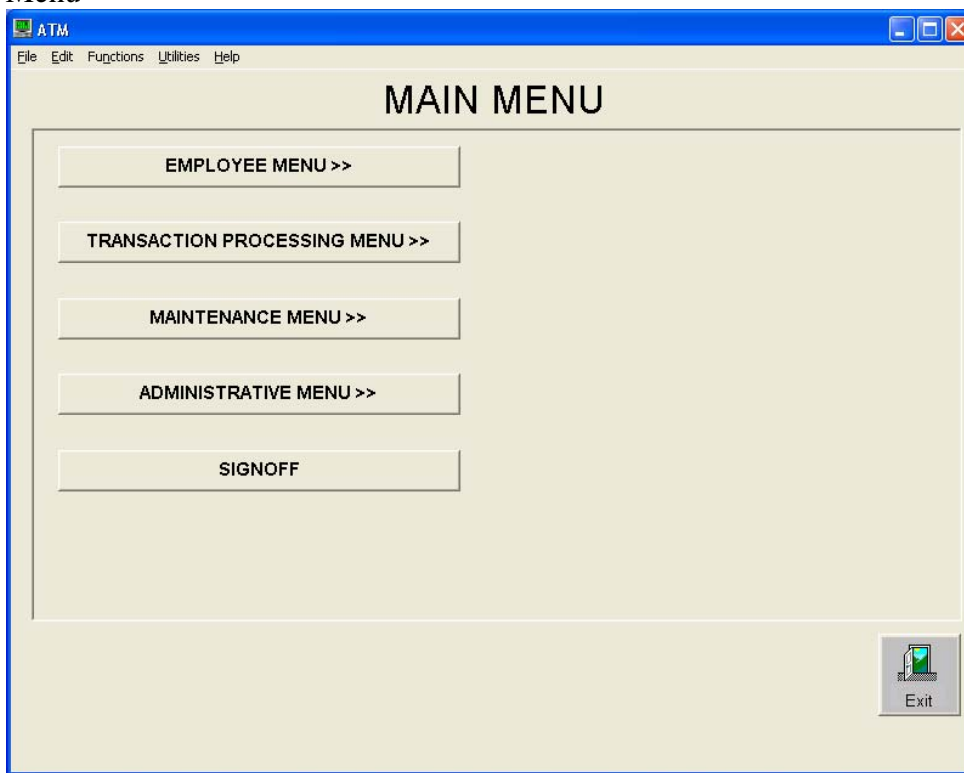 Menu
ATM
File Edit Functions Utilities Help
MAIN MENU
EMPLOYEE MENU >>
TRANSACTION PROCESSING MENU >>
MAINTENANCE MENU >>
ADMINISTRATIVE MENU >>
SIGNOFF
Exit